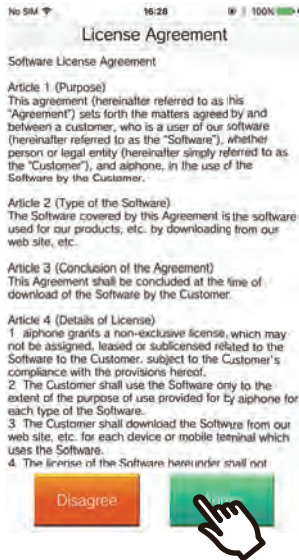 No SIM 16:28 100%
License Agreement
Software License Agreement
Article 1 (Purpose)
This agreement (hereinafter referred to as this
"Agreement") sets forth the matters agreed by and
between a customer, who is a user of our software
(hereinafter referred to as the "Software"), whether
person or legal entity (hereinafter simply referred to as
the "Customer"), and aiphone, in the use of the
Software by the Customer.
Article 2 (Type of the Software)
The Software covered by this Agreement is the software
used for our products, etc. by downloading from our
web site, etc.
Article 3 (Conclusion of the Agreement)
This Agreement shall be concluded at the time of
download of the Software by the Customer.
Article 4 (Details of License)
1 aiphone grants a non-exclusive license, which may
not be assigned, leased or sublicensed related to the
Software to the Customer, subject to the Customer's
compliance with the provisions hereof.
2 The Customer shall use the Software only to the
extent of the purpose of use provided for by aiphone for
each type of the Software.
3 The Customer shall download the Software from our
web site, etc. for each device or mobile terminal which
uses the Software.
4 The license of the Software hereunder shall not
Disagree